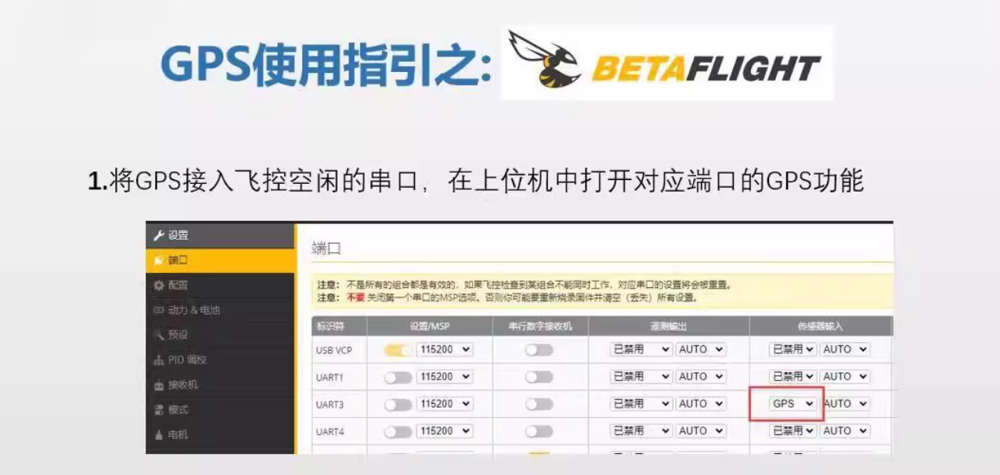 GPS使用指引之: BETAFLIGHT
1.将GPS接入飞控空闲的串口，在上位机中打开对应端口的GPS功能
设置
端口
配置
动力 & 电池
预设
PID 调校
接收机
模式
电机
端口
注意： 不是所有的组合都是有效的，如果飞控检查到某组合不能同时工作，对应串口的设置将会被重置。
注意： 不要 关闭第一个串口的MSP选项。否则你可能要重新烧录固件并清空（丢失）所有设置。
标识符 设置/MSP 串行数字接收机 遥测输出 传感器输入
USB VCP 115200 已禁用 AUTO 已禁用 AUTO
UART1 115200 已禁用 AUTO 已禁用 AUTO
UART3 115200 已禁用 AUTO GPS AUTO
UART4 115200 已禁用 AUTO 已禁用 AUTO